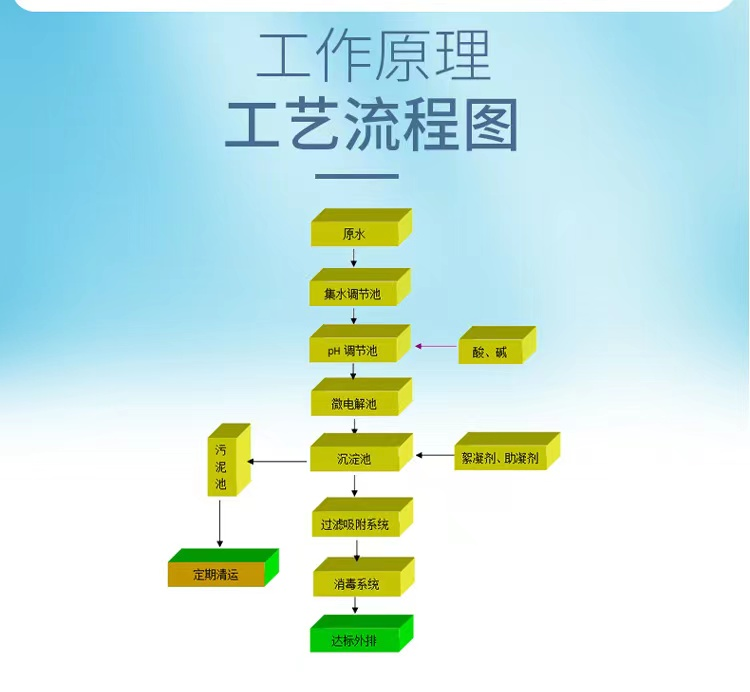 工作原理
工艺流程图
原水
集水调节池
pH 调节池
酸、碱
微电解池
污
泥
池
沉淀池
絮凝剂、助凝剂
过滤吸附系统
定期清运
消毒系统
达标外排